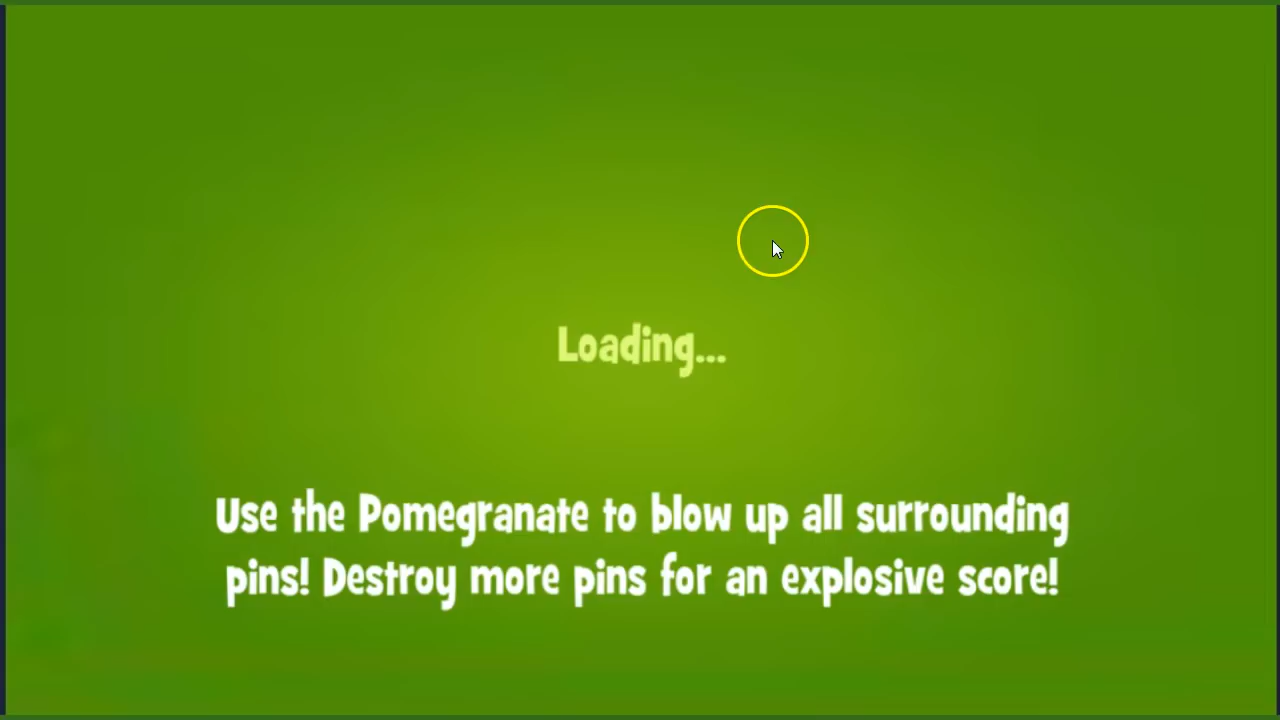 Loading...
Use the Pomegranate to blow up all surrounding
pins! Destroy more pins for an explosive score!